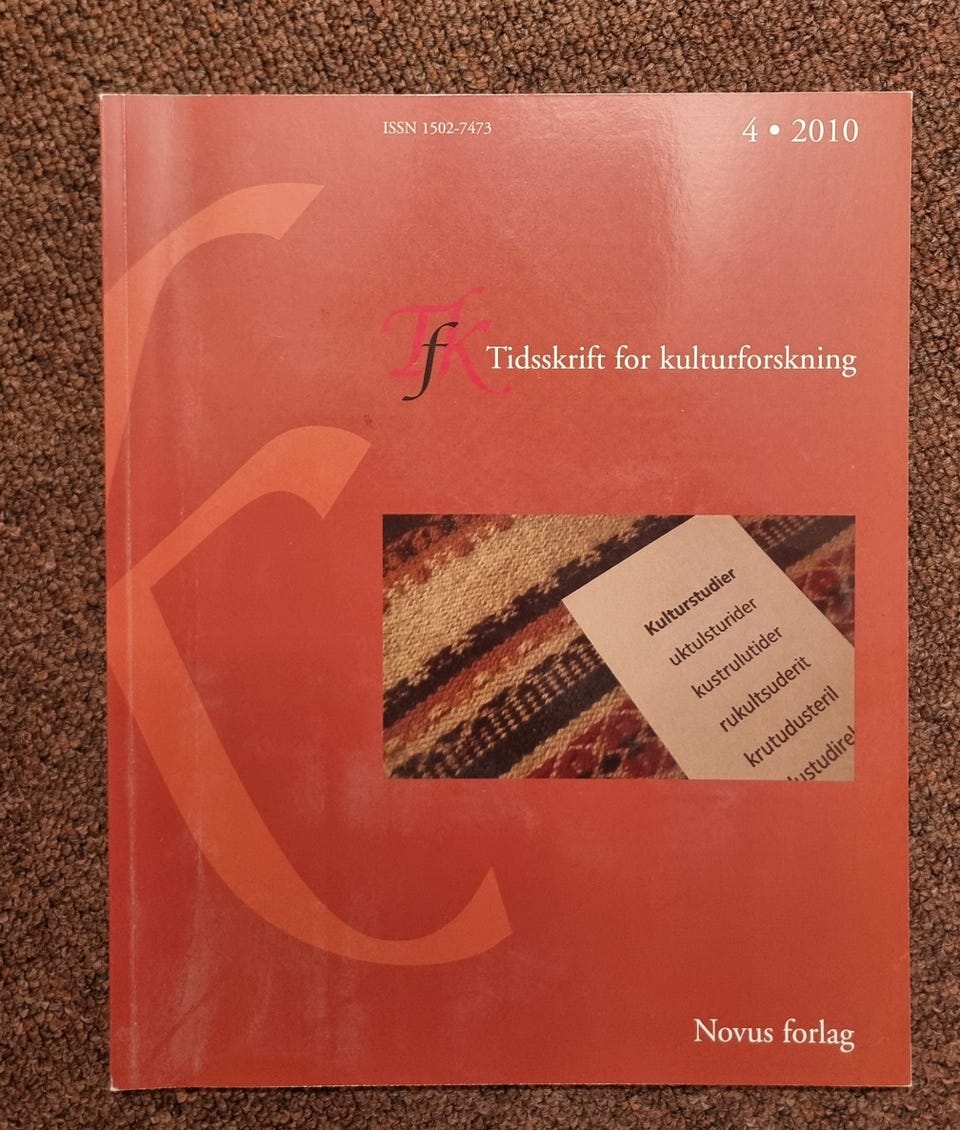 ISSN 1502-7473
4 • 2010
TfK
Tidsskrift for kulturforskning
Kulturstudier
uktulsturider
kustrulutider
rukultsuderit
krutudusteril
Novus forlag